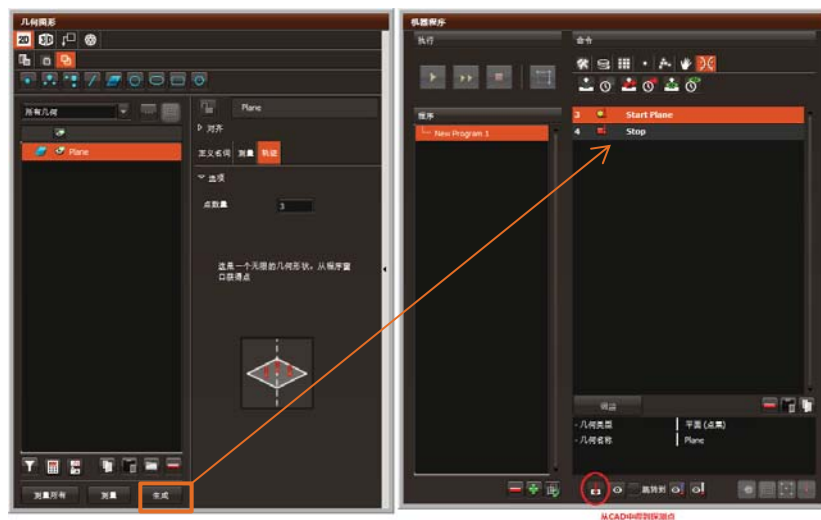 几何图形
2D 3D
所有几何
Plane
Plane
对齐
正义名词 测量 轨迹
选项
点数量 3
这是一个无限的几何形状，从程序窗
口获得点
测量所有 测量 生成
机器程序
执行
命令
程序
New Program 1
3 Start Plane
4 Stop
- 几何类型 平面 (点集)
- 几何名称 Plane
跳转到
从CAD中得到探测点